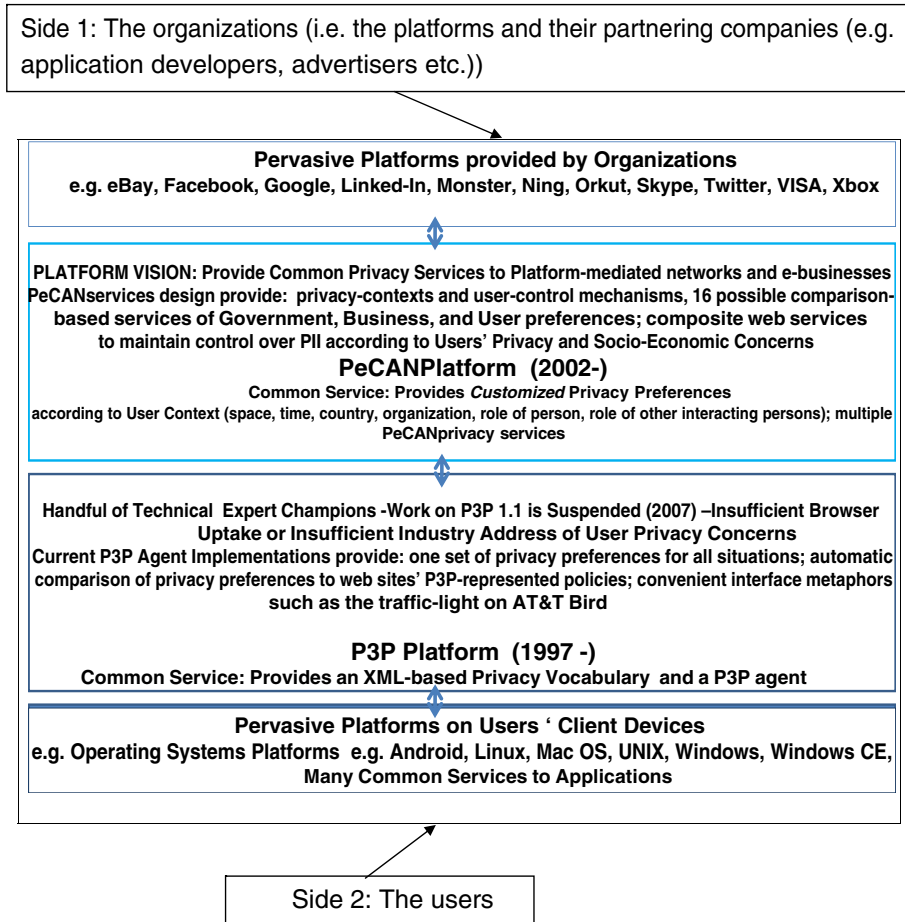 Side 1: The organizations (i.e. the platforms and their partnering companies (e.g.
application developers, advertisers etc.))
Pervasive Platforms provided by Organizations
e.g. eBay, Facebook, Google, Linked-In, Monster, Ning, Orkut, Skype, Twitter, VISA, Xbox
PLATFORM VISION: Provide Common Privacy Services to Platform-mediated networks and e-businesses
PeCANservices design provide: privacy-contexts and user-control mechanisms, 16 possible comparison-
based services of Government, Business, and User preferences; composite web services
to maintain control over PII according to Users' Privacy and Socio-Economic Concerns
PeCANPlatform (2002-)
Common Service: Provides Customized Privacy Preferences
according to User Context (space, time, country, organization, role of person, role of other interacting persons); multiple
PeCANprivacy services
Handful of Technical Expert Champions -Work on P3P 1.1 is Suspended (2007) –Insufficient Browser
Uptake or Insufficient Industry Address of User Privacy Concerns
Current P3P Agent Implementations provide: one set of privacy preferences for all situations; automatic
comparison of privacy preferences to web sites' P3P-represented policies; convenient interface metaphors
such as the traffic-light on AT&T Bird
P3P Platform (1997 -)
Common Service: Provides an XML-based Privacy Vocabulary and a P3P agent
Pervasive Platforms on Users ‘ Client Devices
e.g. Operating Systems Platforms e.g. Android, Linux, Mac OS, UNIX, Windows, Windows CE,
Many Common Services to Applications
Side 2: The users